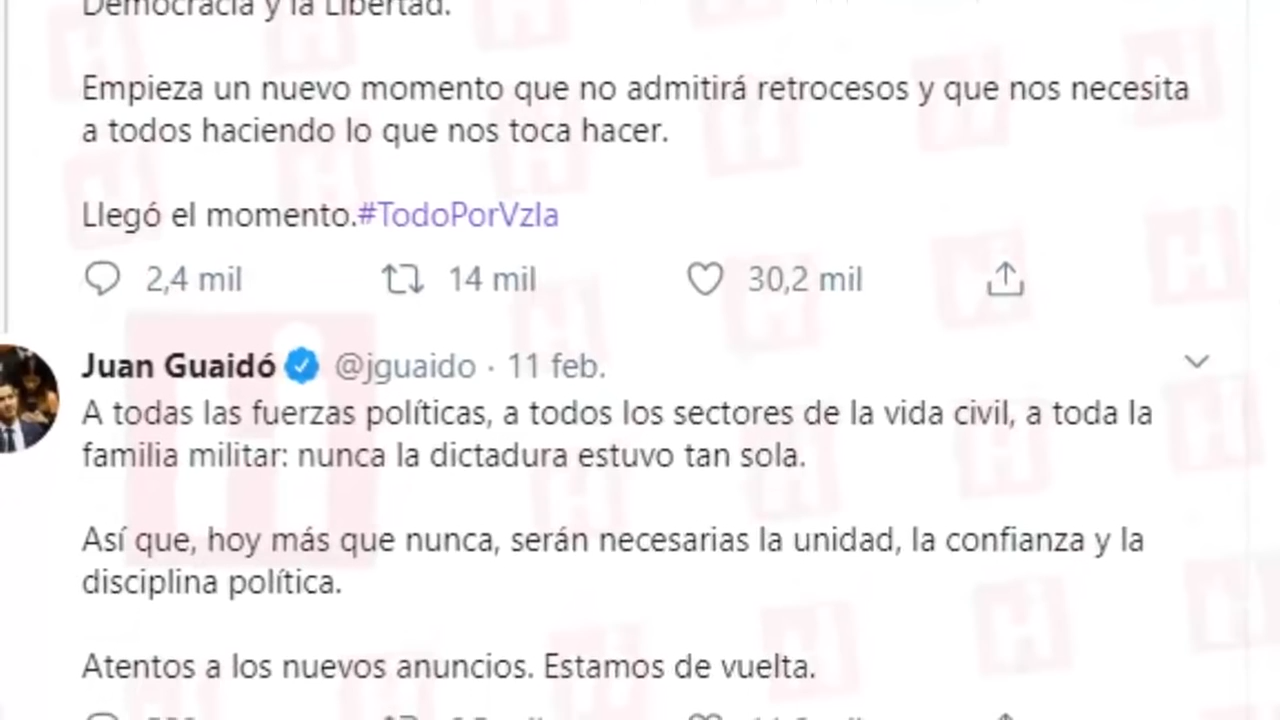 Democracia y la Libertad.
Empieza un nuevo momento que no admitirá retrocesos y que nos necesita
a todos haciendo lo que nos toca hacer.
Llegó el momento.#TodoPorVzla
2,4 mil 14 mil 30,2 mil
Juan Guaidó @jguaido · 11 feb.
A todas las fuerzas políticas, a todos los sectores de la vida civil, a toda la
familia militar: nunca la dictadura estuvo tan sola.
Así que, hoy más que nunca, serán necesarias la unidad, la confianza y la
disciplina política.
Atentos a los nuevos anuncios. Estamos de vuelta.